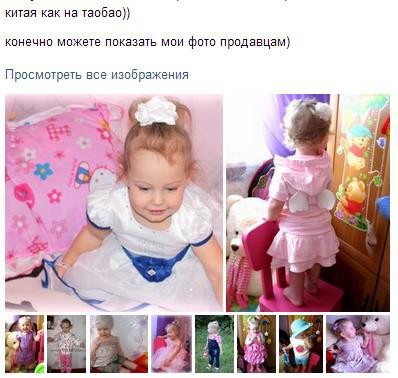 китая как на таобао))
конечно можете показать мои фото продавцам)
Просмотреть все изображения